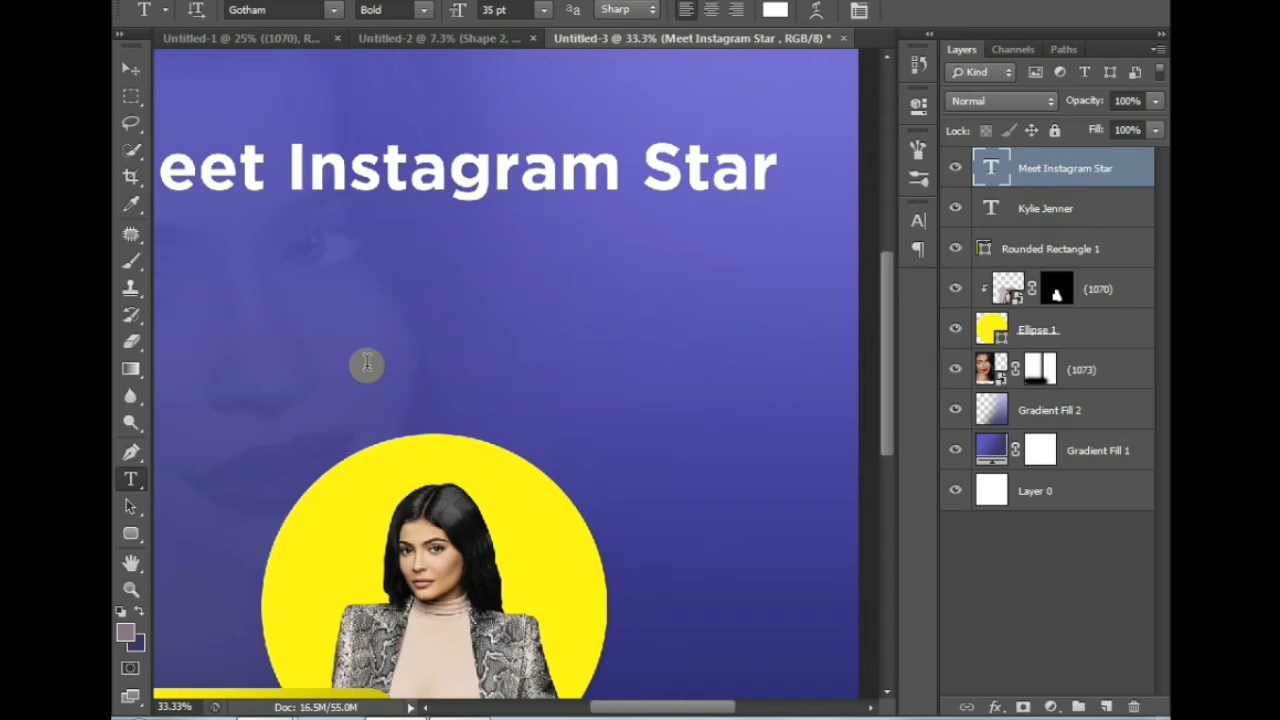 T Gotham Bold 35 pt Sharp
Untitled-1 @ 25% ((1070), R... × Untitled-2 @ 7.3% (Shape 2, ... × Untitled-3 @ 33.3% (Meet Instagram Star , RGB/8) * ×
Layers Channels Paths
Kind
Normal Opacity: 100%
Lock: Fill: 100%
eet Instagram Star
T Meet Instagram Star
T Kylie Jenner
Rounded Rectangle 1
(1070)
Ellipse 1
(1073)
Gradient Fill 2
Gradient Fill 1
Layer 0
33.33% Doc: 16.5M/55.0M